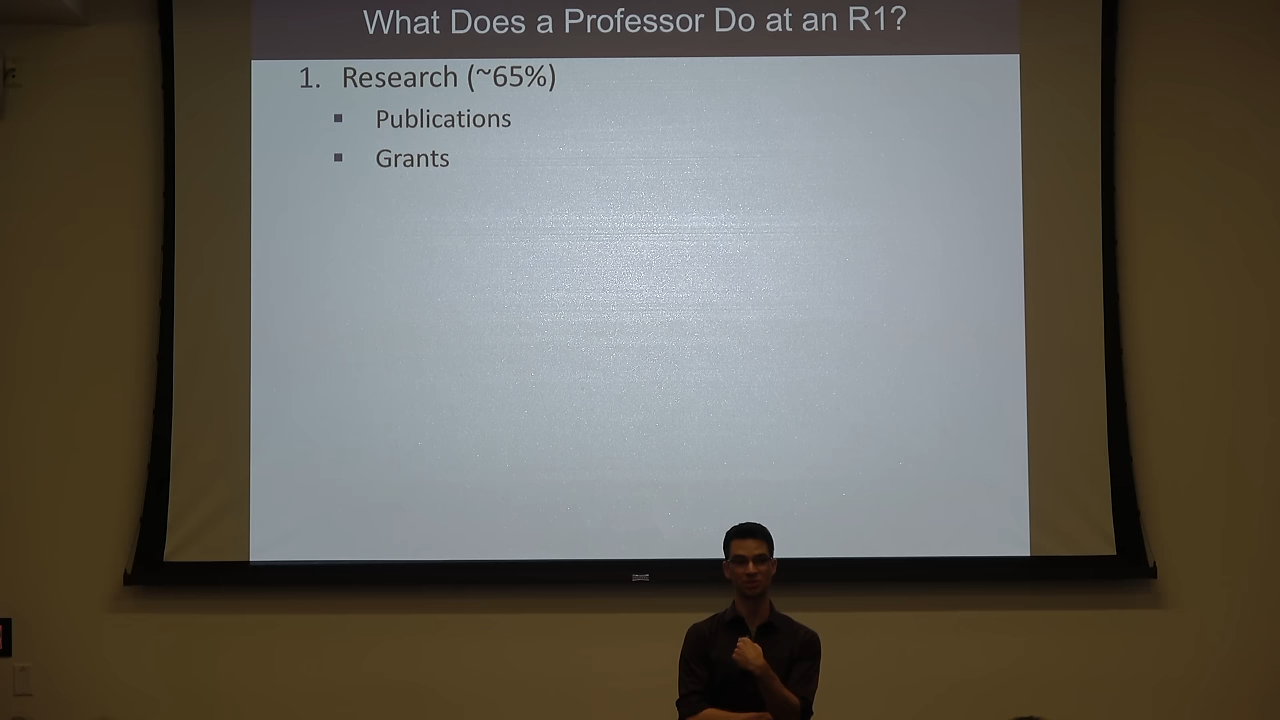 What Does a Professor Do at an R1?
1. Research (~65%)
▪ Publications
▪ Grants